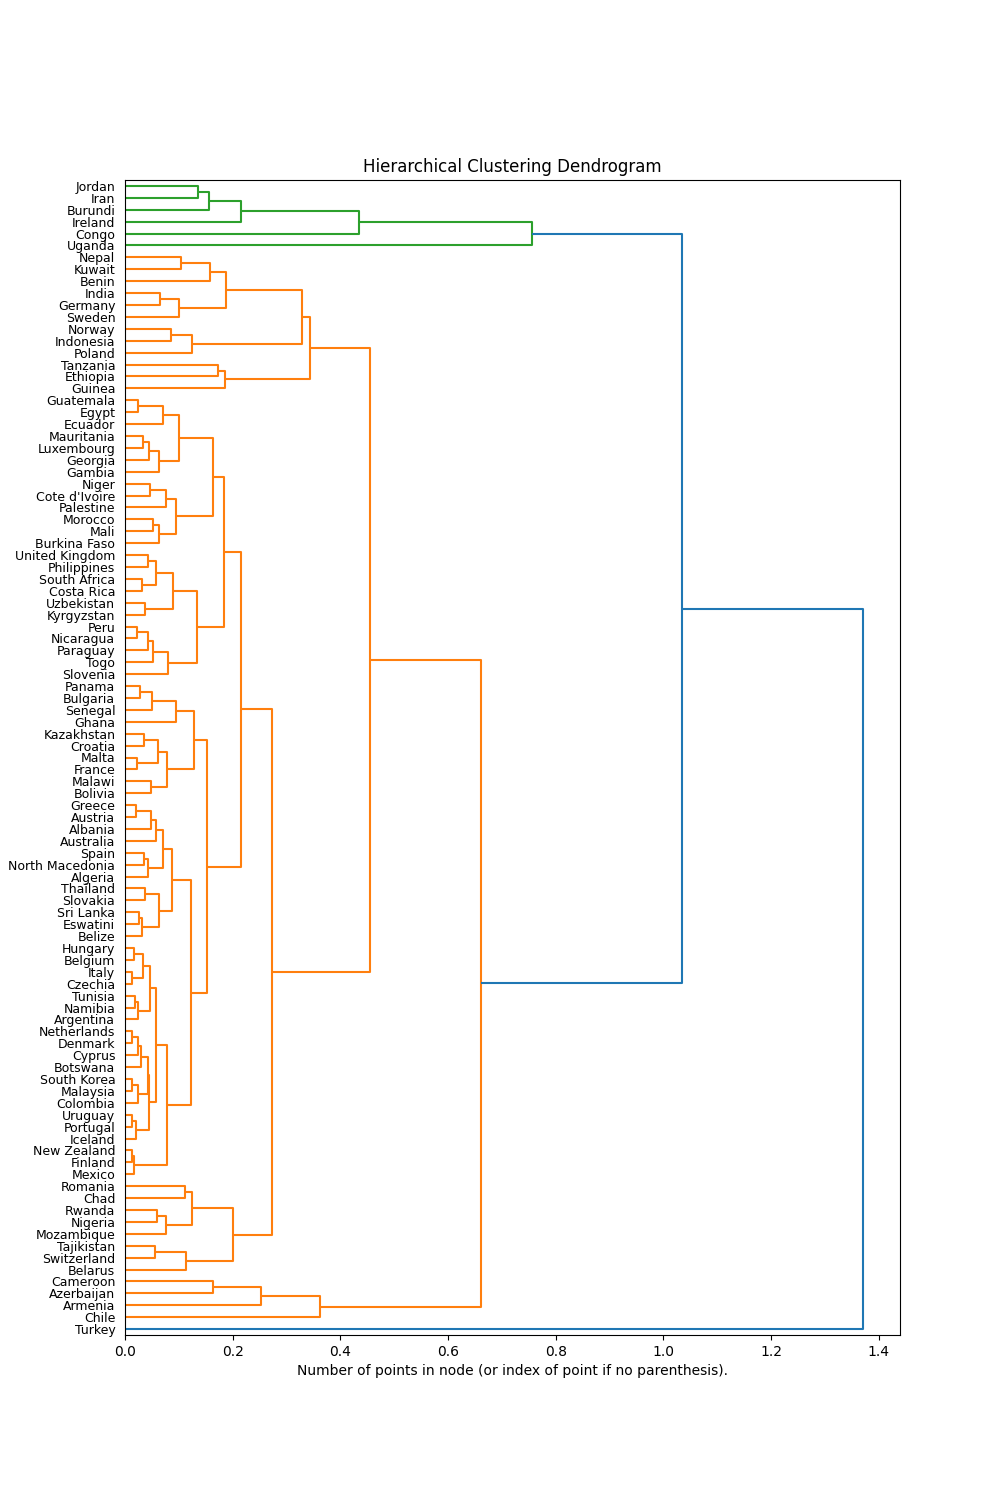 Hierarchical Clustering Dendrogram
Jordan
Iran
Burundi
Ireland
Congo
Uganda
Nepal
Kuwait
Benin
India
Germany
Sweden
Norway
Indonesia
Poland
Tanzania
Ethiopia
Guinea
Guatemala
Egypt
Ecuador
Mauritania
Luxembourg
Georgia
Gambia
Niger
Cote d'Ivoire
Palestine
Morocco
Mali
Burkina Faso
United Kingdom
Philippines
South Africa
Costa Rica
Uzbekistan
Kyrgyzstan
Peru
Nicaragua
Paraguay
Togo
Slovenia
Panama
Bulgaria
Senegal
Ghana
Kazakhstan
Croatia
Malta
France
Malawi
Bolivia
Greece
Austria
Albania
Australia
Spain
North Macedonia
Algeria
Thailand
Slovakia
Sri Lanka
Eswatini
Belize
Hungary
Belgium
Italy
Czechia
Tunisia
Namibia
Argentina
Netherlands
Denmark
Cyprus
Botswana
South Korea
Malaysia
Colombia
Uruguay
Portugal
Iceland
New Zealand
Finland
Mexico
Romania
Chad
Rwanda
Nigeria
Mozambique
Tajikistan
Switzerland
Belarus
Cameroon
Azerbaijan
Armenia
Chile
Turkey
0.0 0.2 0.4 0.6 0.8 1.0 1.2 1.4
Number of points in node (or index of point if no parenthesis).